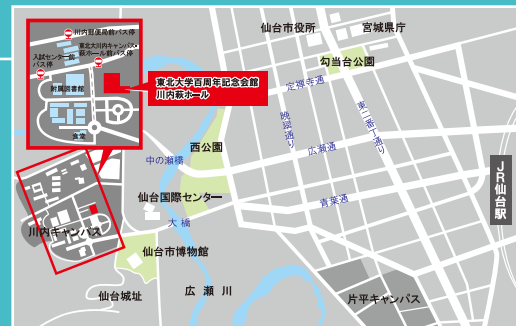 川内郵便局前バス停
東北大川内キャンパス・
萩ホール前バス停
入試センター前
バス停
附属図書館
食堂
東北大学百周年記念会館
川内萩ホール
仙台市役所
宮城県庁
勾当台公園
定禅寺通
晩翠通り
東二番丁通り
広瀬通
青葉通
西公園
中の瀬橋
仙台国際センター
大橋
川内キャンパス
仙台市博物館
仙台城址
広瀬川
片平キャンパス
JR仙台駅